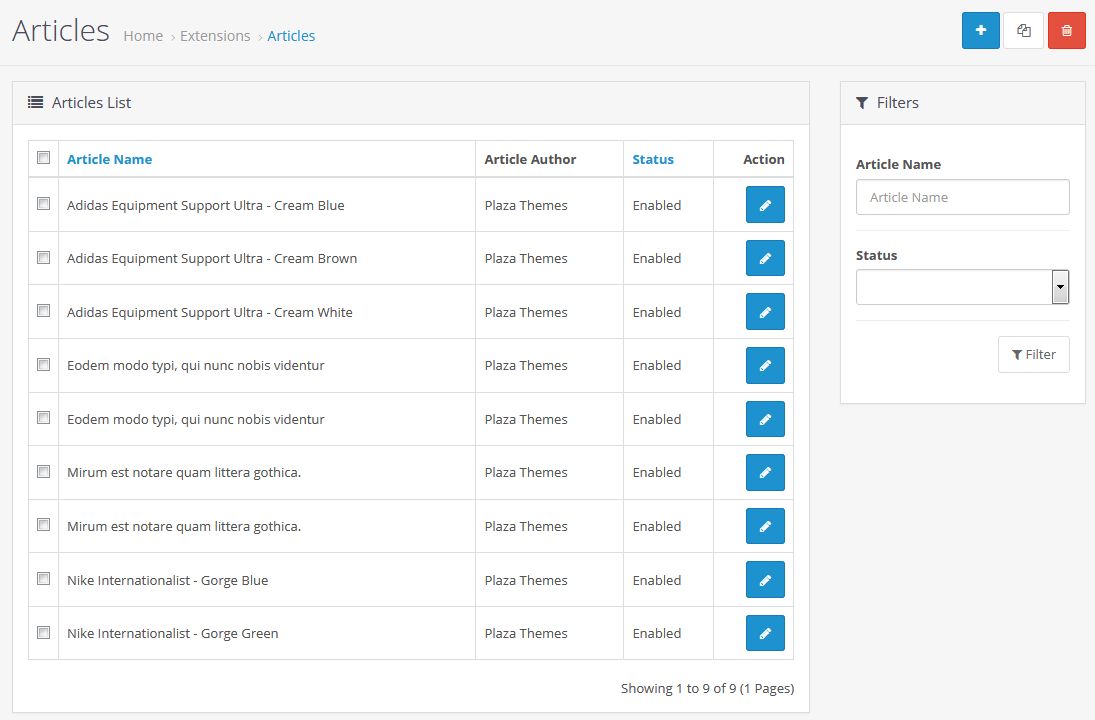 Articles Home › Extensions › Articles
Articles List
Article Name Article Author Status Action
Adidas Equipment Support Ultra - Cream Blue Plaza Themes Enabled
Adidas Equipment Support Ultra - Cream Brown Plaza Themes Enabled
Adidas Equipment Support Ultra - Cream White Plaza Themes Enabled
Eodem modo typi, qui nunc nobis videntur Plaza Themes Enabled
Eodem modo typi, qui nunc nobis videntur Plaza Themes Enabled
Mirum est notare quam littera gothica. Plaza Themes Enabled
Mirum est notare quam littera gothica. Plaza Themes Enabled
Nike Internationalist - Gorge Blue Plaza Themes Enabled
Nike Internationalist - Gorge Green Plaza Themes Enabled
Showing 1 to 9 of 9 (1 Pages)
Filters
Article Name
Article Name
Status
Filter